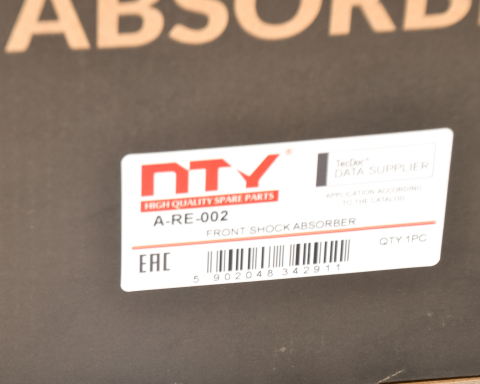 ABSORB
NTY®
HIGH QUALITY SPARE PARTS
TecDoc®
DATA SUPPLIER
APPLICATION ACCORDING
TO THE CATALOG
A-RE-002
FRONT SHOCK ABSORBER
QTY 1PC
EAC
5 902048 342911